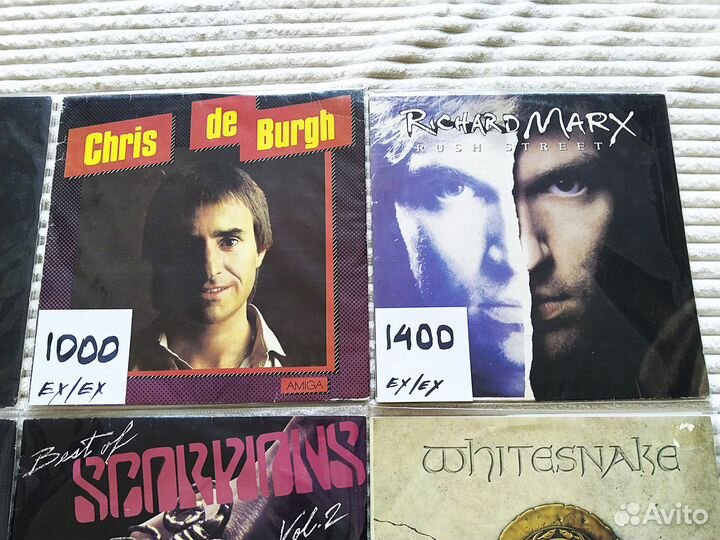 Chris
de
Burgh
1000
EX/EX
AMIGA
RICHARD MARX
RUSH STREET
1400
EX/EX
Best of
SCORPIONS
Vol.2
WHITESNAKE
Avito